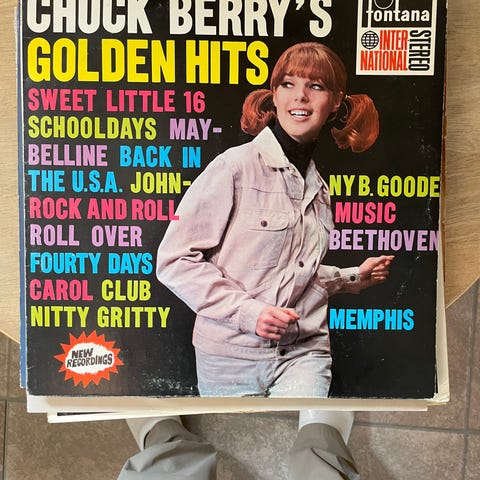 CHUCK BERRY'S
GOLDEN HITS
fontana
INTER
NATIONAL
STEREO
SWEET LITTLE 16
SCHOOLDAYS MAY-
BELLINE BACK IN
THE U.S.A. JOHN-NY B. GOODE
ROCK AND ROLL MUSIC
ROLL OVER BEETHOVEN
FOURTY DAYS
CAROL CLUB
NITTY GRITTY MEMPHIS
NEW
RECORDINGS